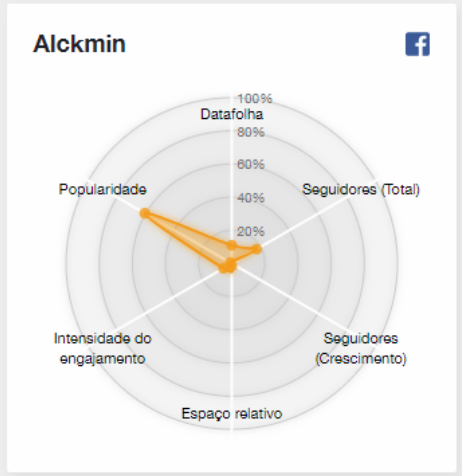 Alckmin
100%
Datafolha
80%
60%
Popularidade
Seguidores (Total)
40%
20%
Intensidade do
engajamento
Seguidores
(Crescimento)
Espaço relativo